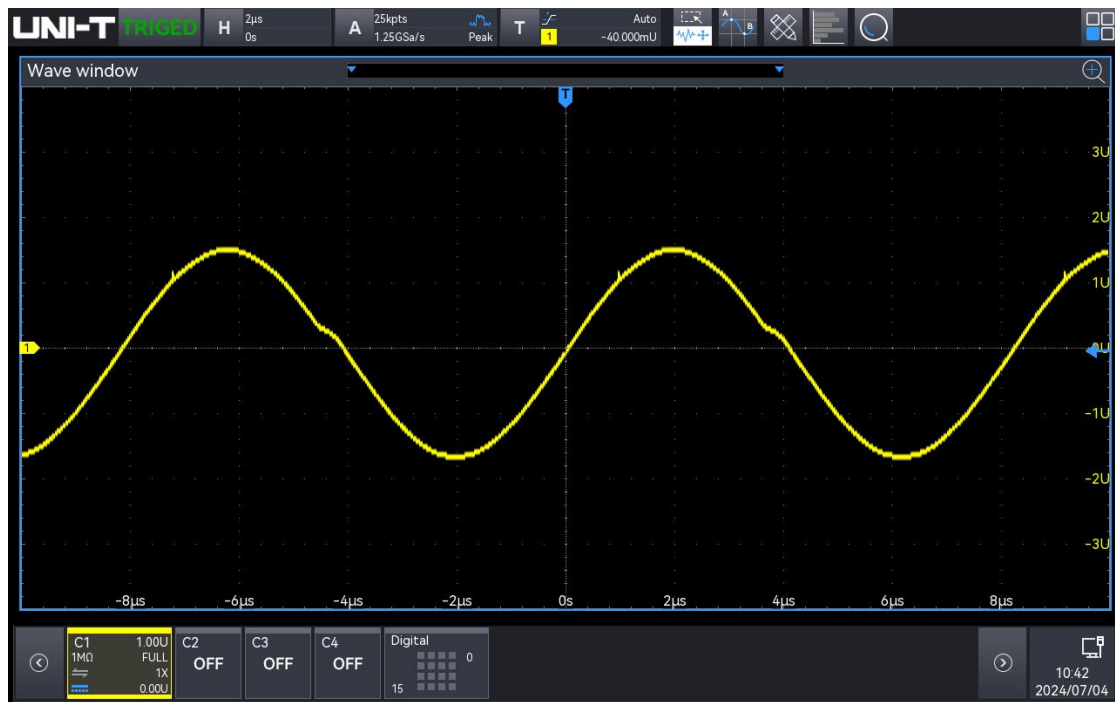 UNI-T TRIGED H 2µs 0s A 25kpts 1.25GSa/s Peak T 1 Auto -40.000mU A B
Wave window
T
3U
2U
1U
1
0U
-1U
-2U
-3U
-8µs -6µs -4µs -2µs 0s 2µs 4µs 6µs 8µs
C1 1.00U C2 C3 C4 Digital
1MΩ FULL OFF OFF OFF 0
1X
0.00U 15
10:42
2024/07/04